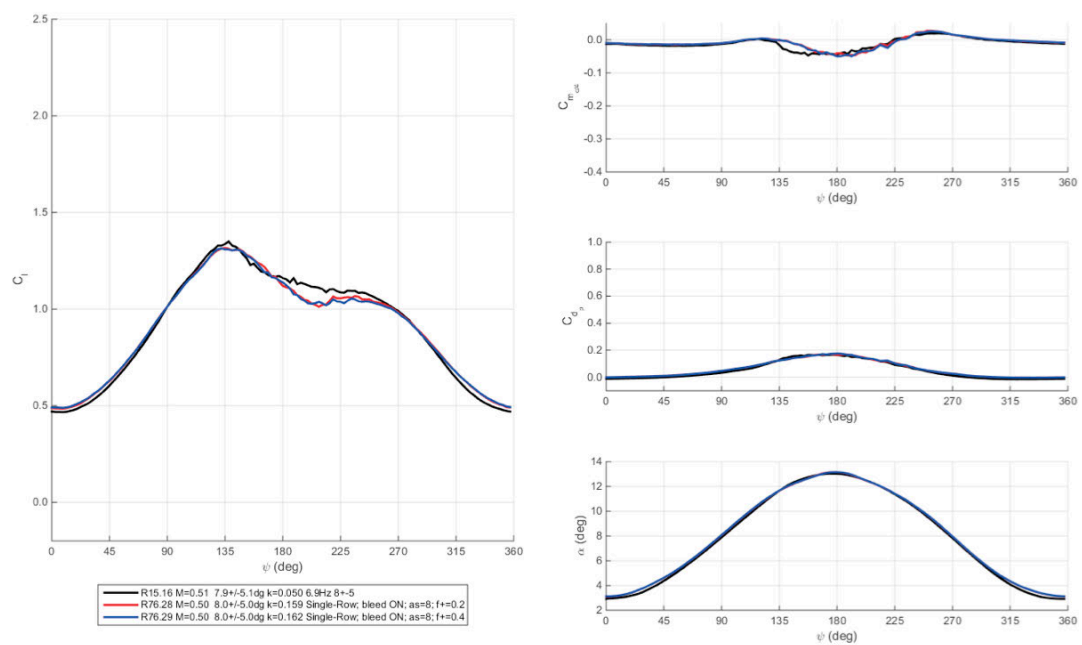 2.5
2.0
1.5
1.0
0.5
0.0
C_l
0 45 90 135 180 225 270 315 360
ψ (deg)
R15.16 M=0.51 7.9+/-5.1dg k=0.050 6.9Hz 8+-5
R76.28 M=0.50 8.0+/-5.0dg k=0.159 Single-Row; bleed ON; as=8; f+=0.2
R76.29 M=0.50 8.0+/-5.0dg k=0.162 Single-Row; bleed ON; as=8; f+=0.4
0.0
-0.1
-0.2
-0.3
-0.4
C_m
0 45 90 135 180 225 270 315 360
ψ (deg)
1.0
0.8
0.6
0.4
0.2
0.0
C_d_p
0 45 90 135 180 225 270 315 360
ψ (deg)
14
12
10
8
6
4
2
α (deg)
0 45 90 135 180 225 270 315 360
ψ (deg)